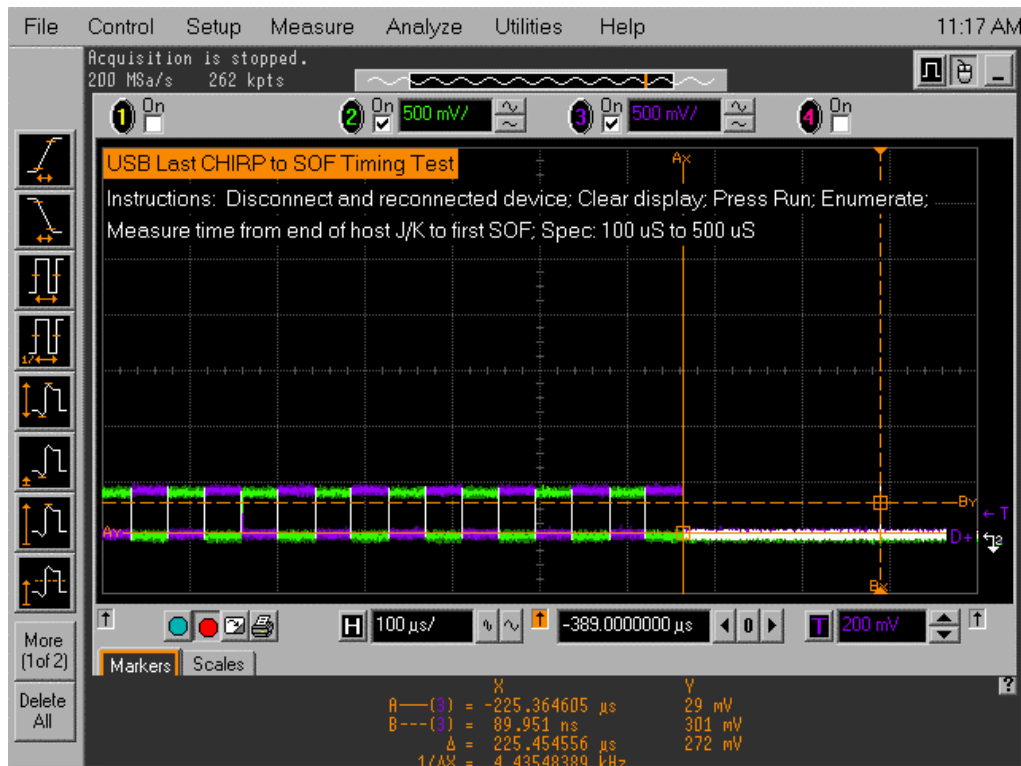 File Control Setup Measure Analyze Utilities Help 11:17 AM
Acquisition is stopped.
200 MSa/s 262 kpts
1 On 2 On 500 mV/ 3 On 500 mV/ 4 On
USB Last CHIRP to SOF Timing Test
Ax
Instructions: Disconnect and reconnected device; Clear display; Press Run; Enumerate;
Measure time from end of host J/K to first SOF; Spec: 100 uS to 500 uS
1/
By
T
Ay
D+
Bx
H 100 µs/ T -389.0000000 µs 0 T 200 mV
More
(1of 2)
Markers Scales
Delete
All
?
X Y
A---(3) = -225.364605 µs 29 mV
B---(3) = 89.951 ns 301 mV
Δ = 225.454556 µs 272 mV
1/ΔX = 4.43548389 kHz